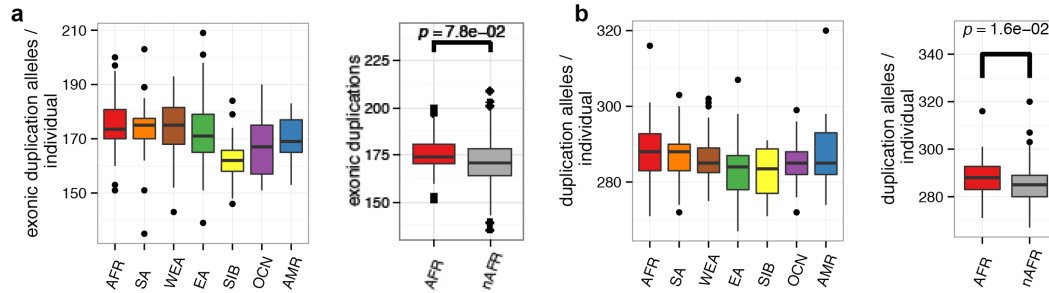 a
exonic duplication alleles /
individual
210
190
170
150
AFR
SA
WEA
EA
SIB
OCN
AMR
p = 7.8e−02
exonic duplications
225
200
175
150
AFR
nAFR
b
duplication alleles /
individual
320
300
280
AFR
SA
WEA
EA
SIB
OCN
AMR
p = 1.6e−02
duplication alleles /
individual
340
320
300
280
AFR
nAFR